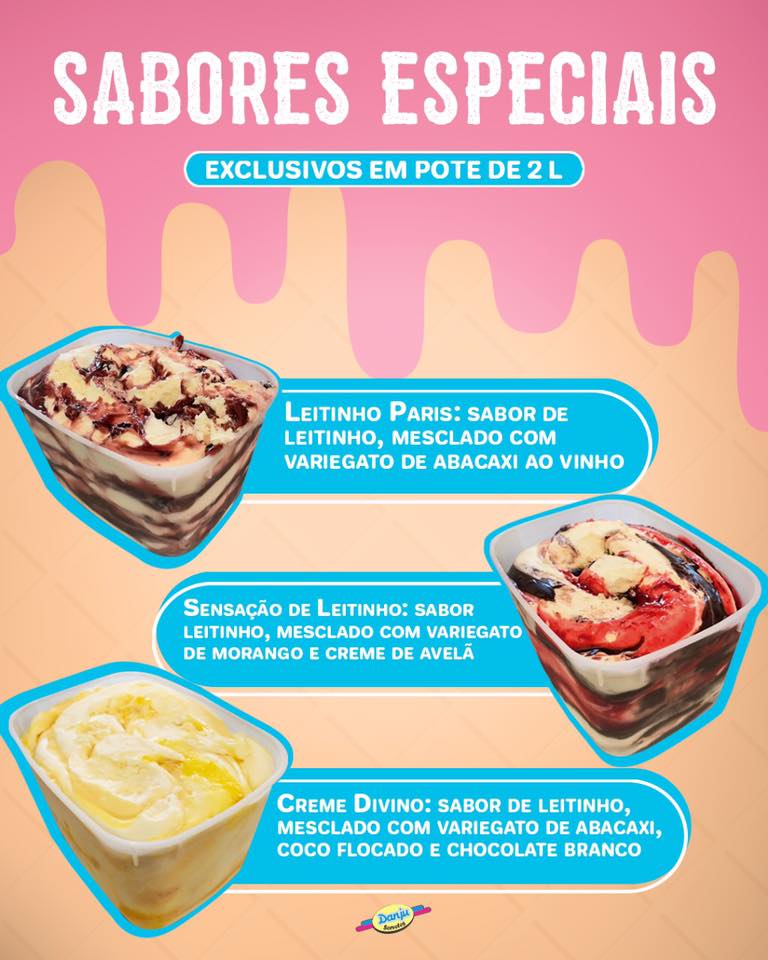 SABORES ESPECIAIS
EXCLUSIVOS EM POTE DE 2 L
LEITINHO PARIS: SABOR DE
LEITINHO, MESCLADO COM
VARIEGATO DE ABACAXI AO VINHO
SENSAÇÃO DE LEITINHO: SABOR
LEITINHO, MESCLADO COM VARIEGATO
DE MORANGO E CREME DE AVELÃ
CREME DIVINO: SABOR DE LEITINHO,
MESCLADO COM VARIEGATO DE ABACAXI,
COCO FLOCADO E CHOCOLATE BRANCO
Danju
Sorvetes